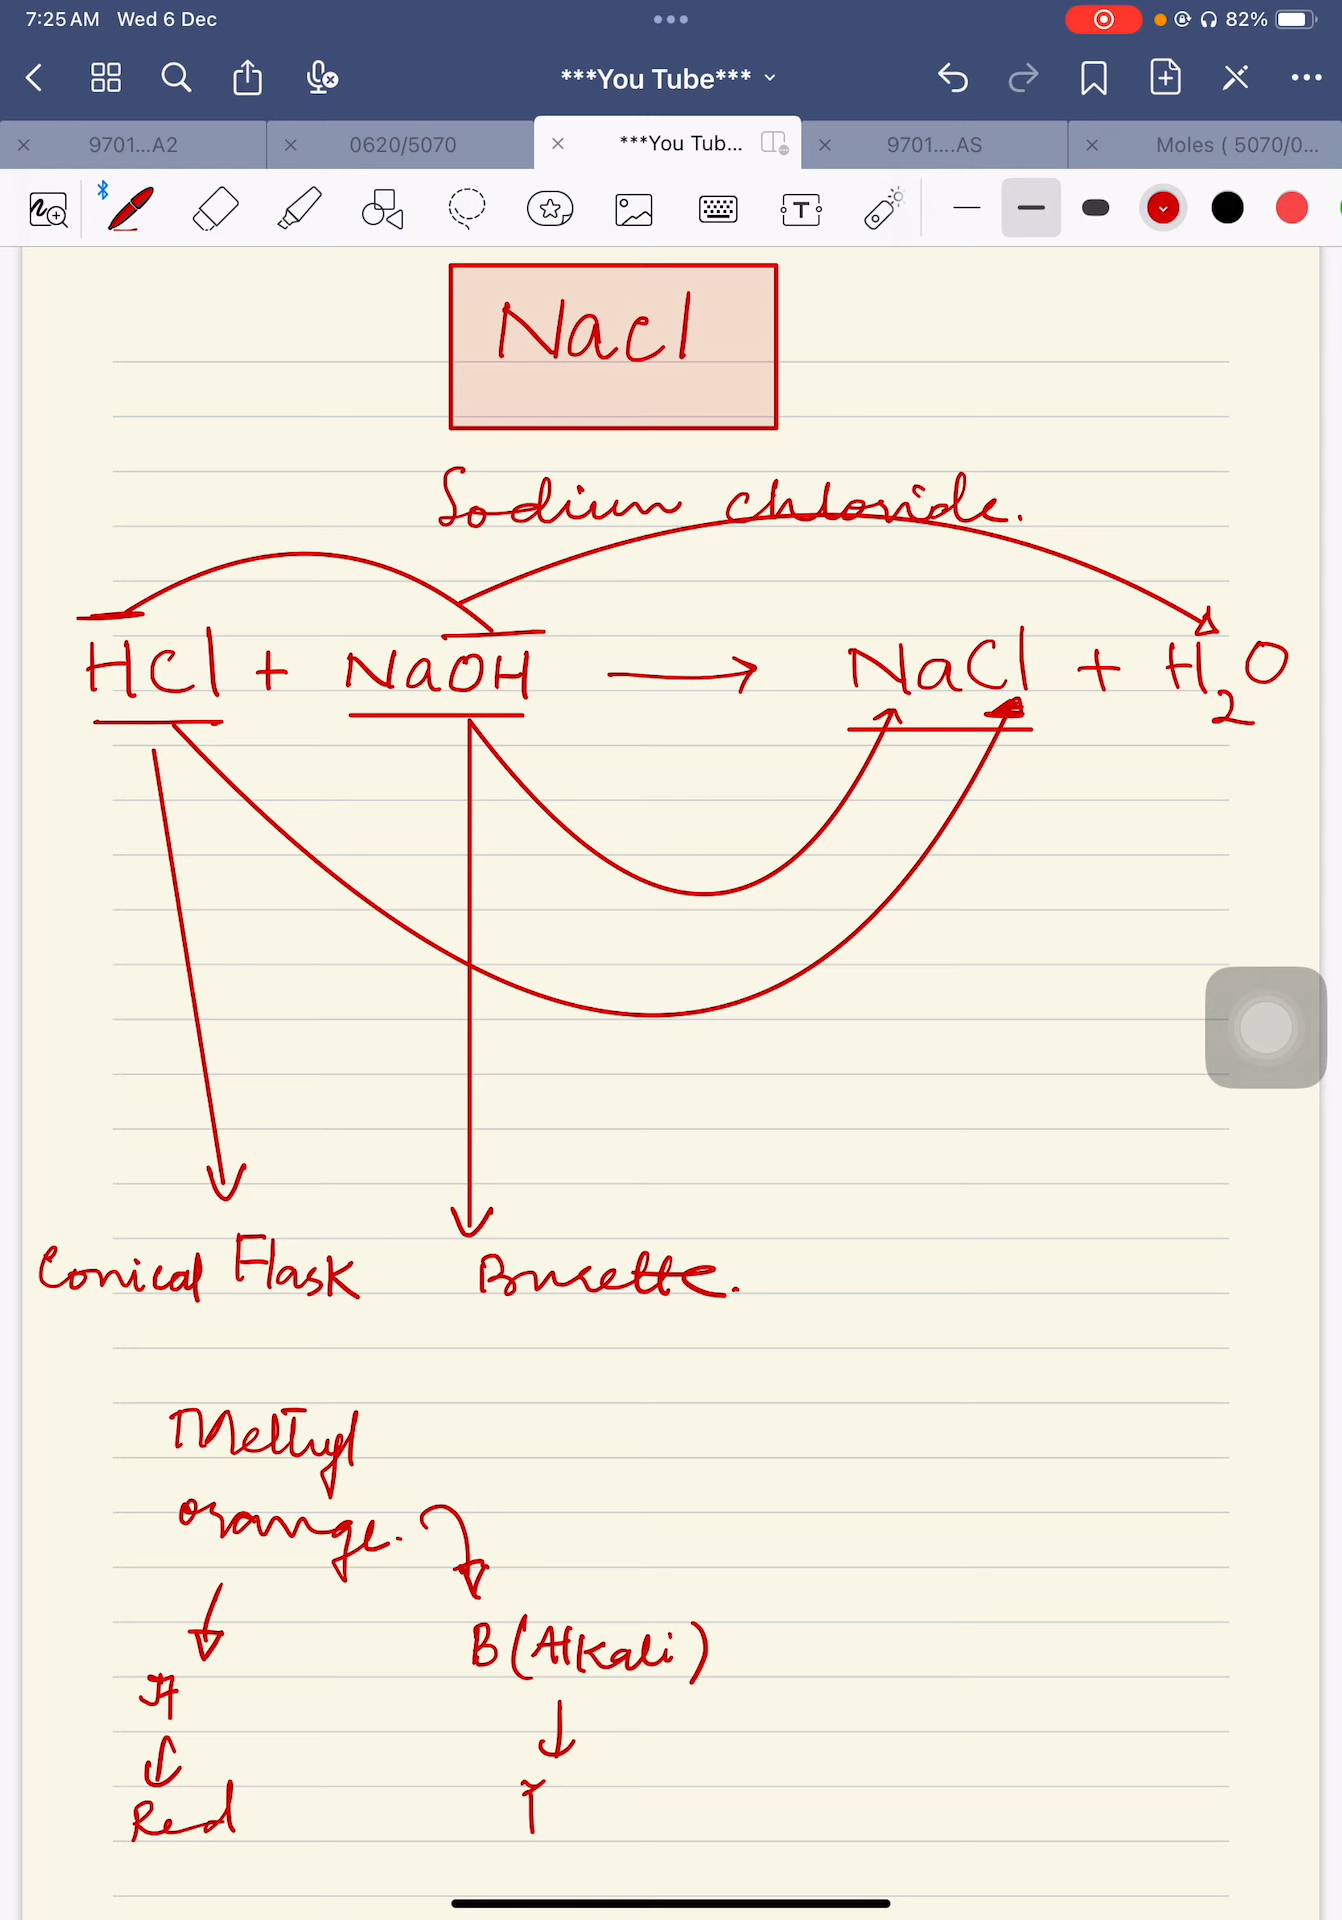 7:25 AM Wed 6 Dec
82%
***You Tube***
9701...A2
0620/5070
***You Tub...
9701....AS
Moles ( 5070/0...
T
Nacl
Sodium chloride.
HCl + NaOH → NaCl + H₂O
Conical Flask Burette.
Methyl
orange.
B (Alkali)
A
Red